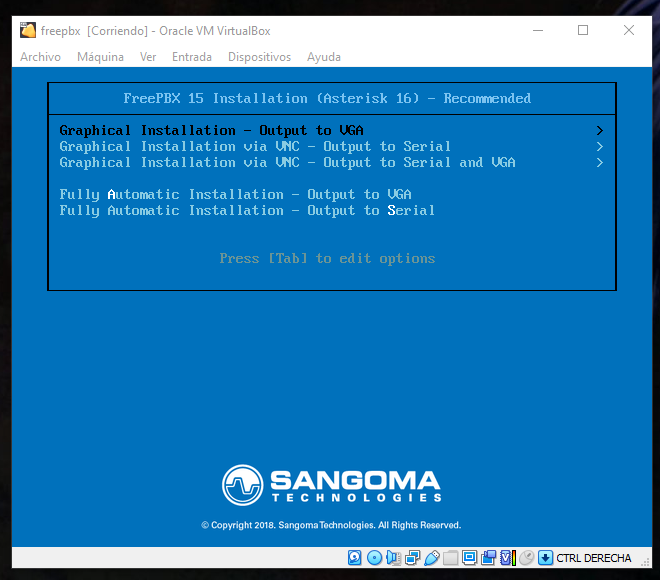 freepbx [Corriendo] - Oracle VM VirtualBox
Archivo Máquina Ver Entrada Dispositivos Ayuda
FreePBX 15 Installation (Asterisk 16) - Recommended
Graphical Installation - Output to VGA >
Graphical Installation via VNC - Output to Serial >
Graphical Installation via VNC - Output to Serial and VGA >
Fully Automatic Installation - Output to VGA
Fully Automatic Installation - Output to Serial
Press [Tab] to edit options
SANGOMA
TECHNOLOGIES
© Copyright 2018. Sangoma Technologies. All Rights Reserved.
CTRL DERECHA